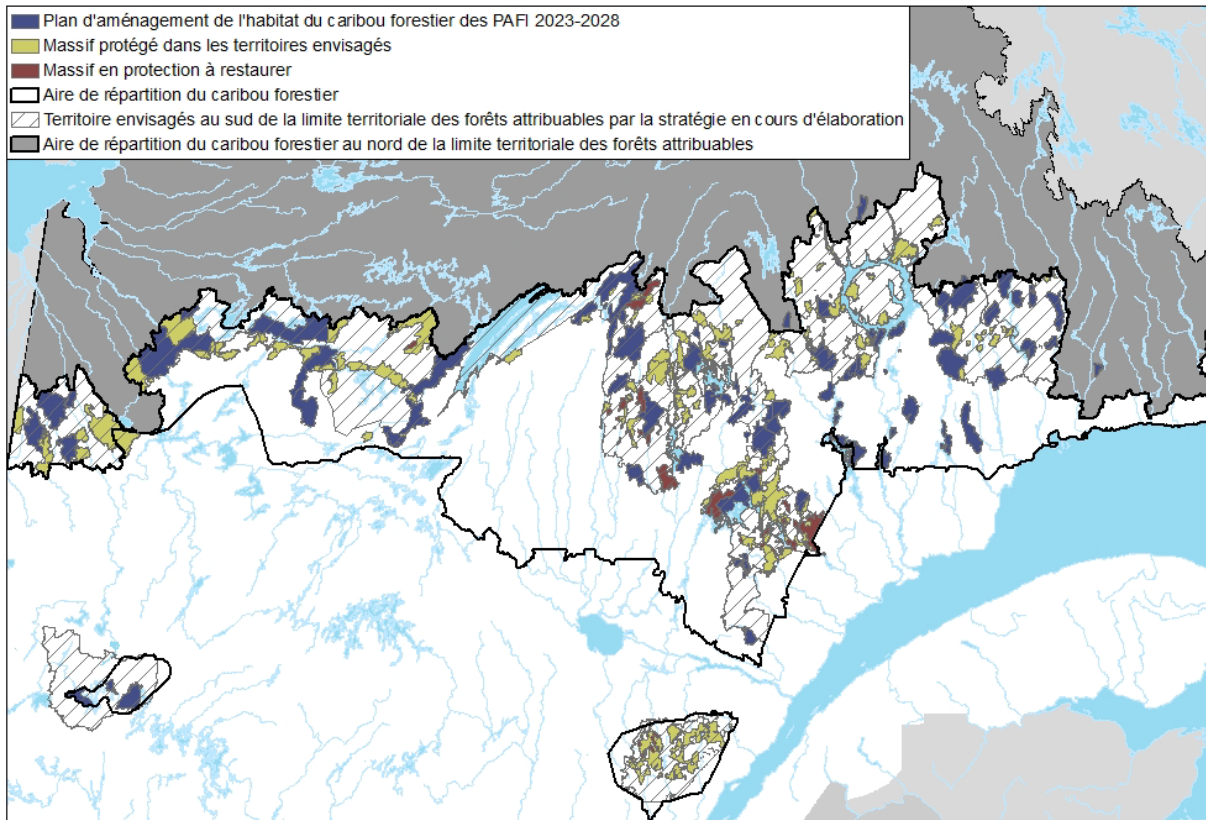 Plan d'aménagement de l'habitat du caribou forestier des PAFI 2023-2028
Massif protégé dans les territoires envisagés
Massif en protection à restaurer
Aire de répartition du caribou forestier
Territoire envisagés au sud de la limite territoriale des forêts attribuables par la stratégie en cours d'élaboration
Aire de répartition du caribou forestier au nord de la limite territoriale des forêts attribuables